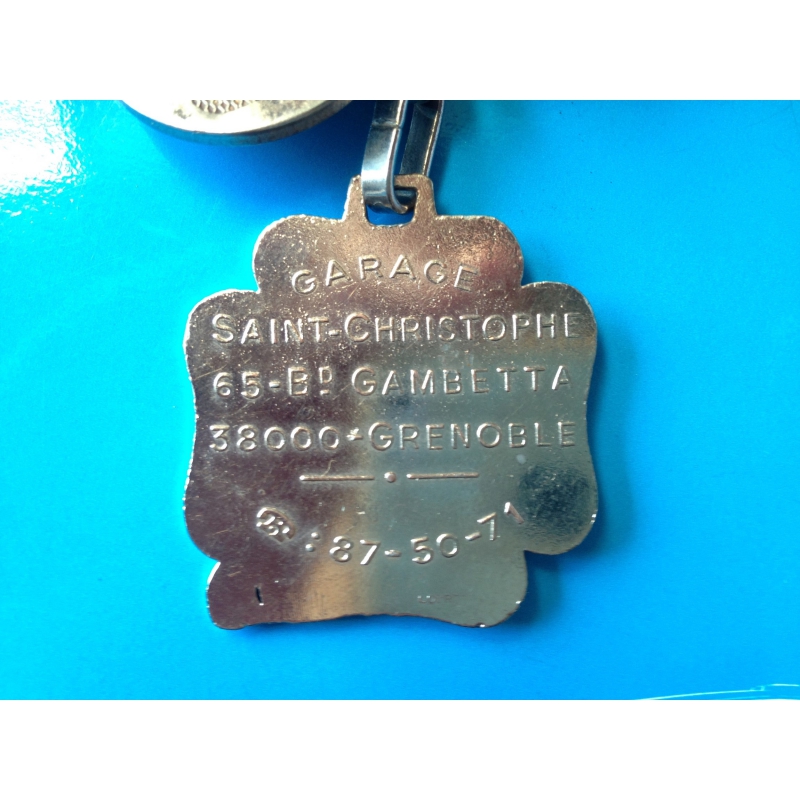 GARAGE
SAINT-CHRISTOPHE
65-BD GAMBETTA
38000*GRENOBLE
: 87-50-71